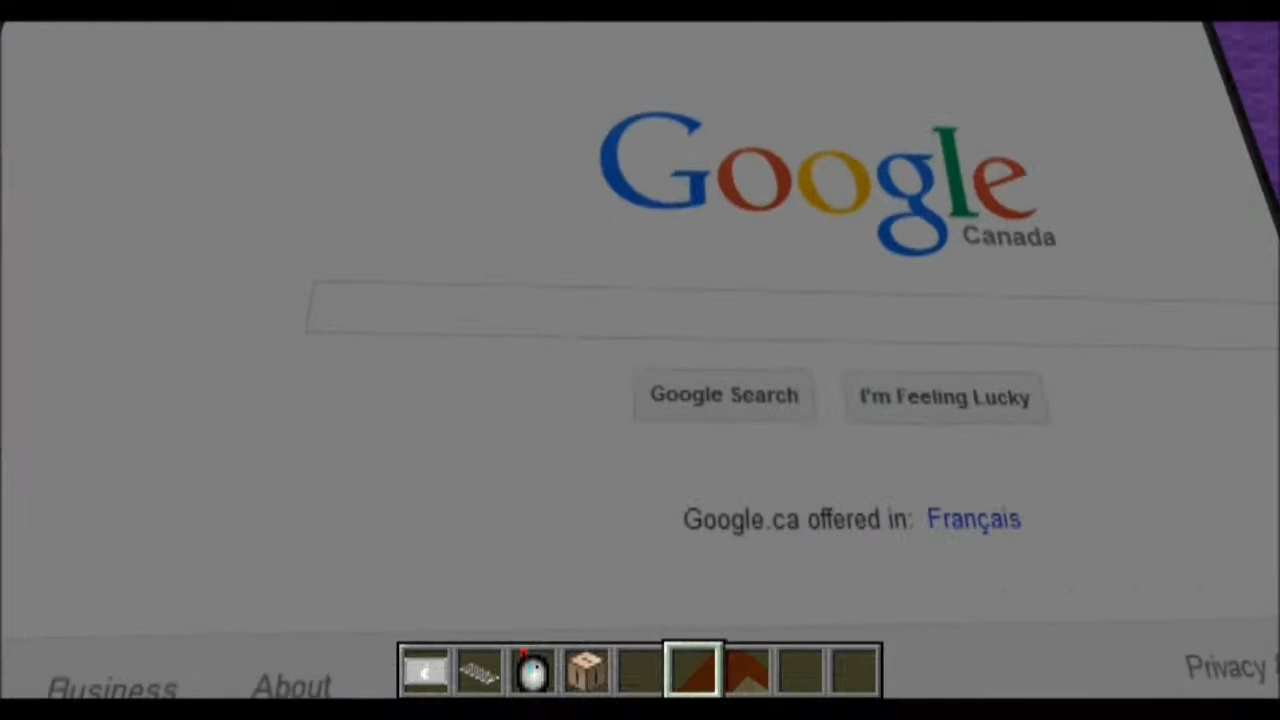 Google
Canada
Google Search
I'm Feeling Lucky
Google.ca offered in: Français
Business
About
Privacy